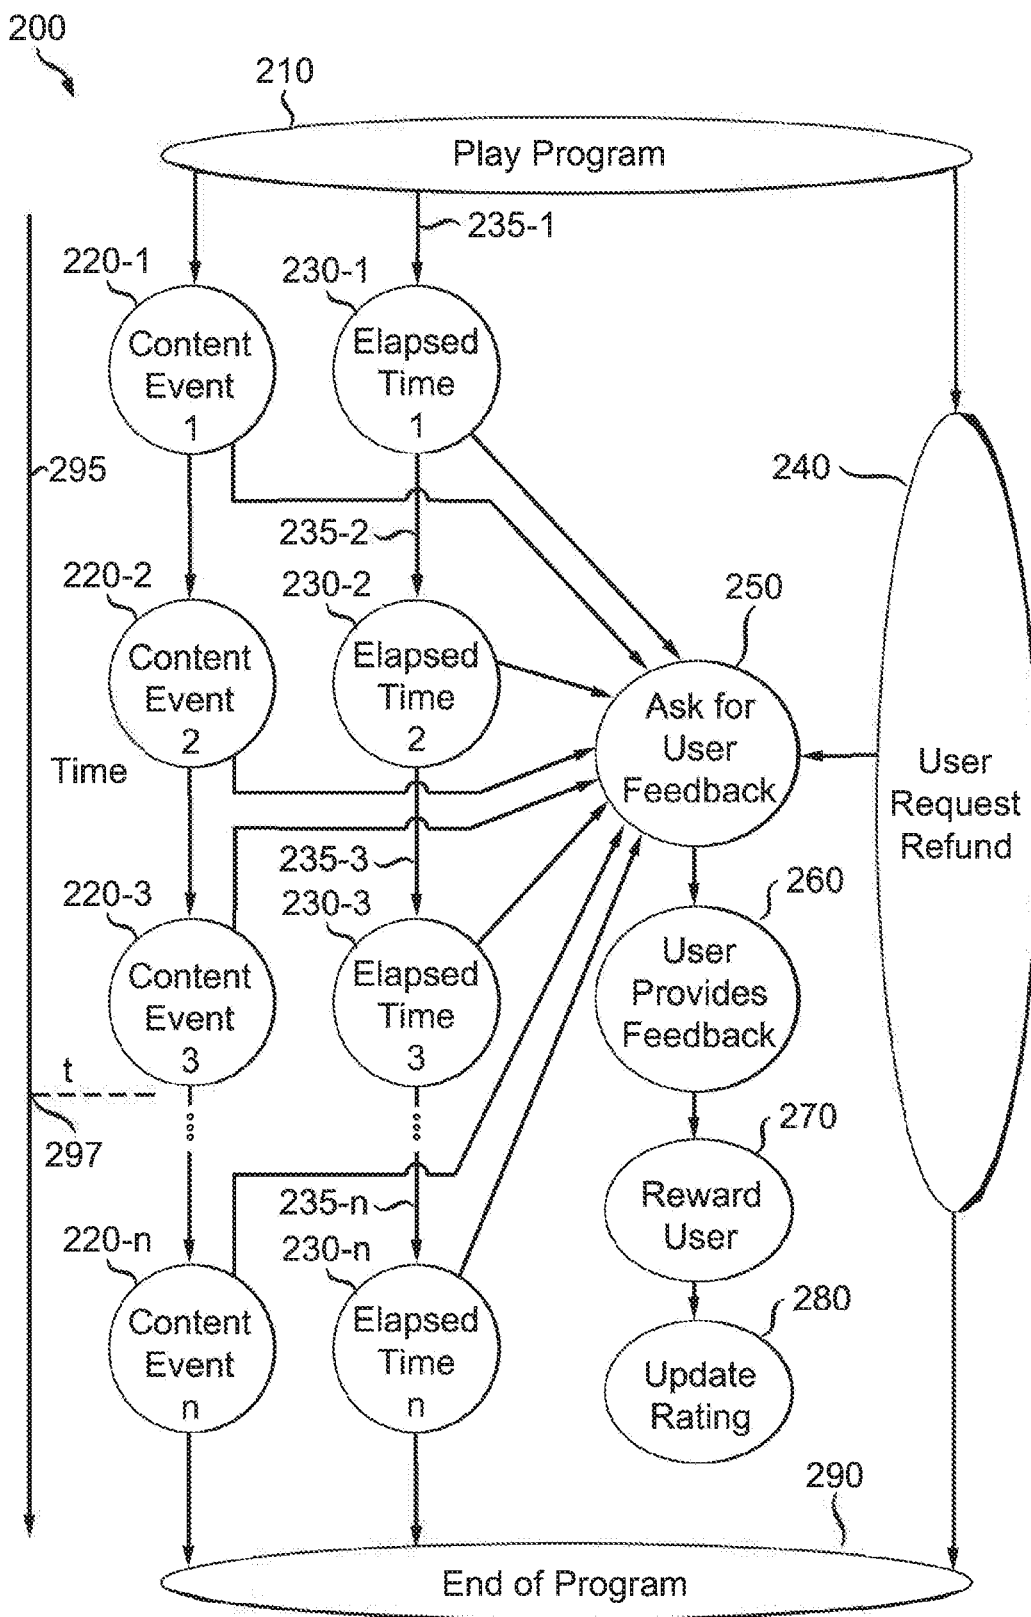 200
210
Play Program
235-1
220-1
230-1
Content
Event
1
Elapsed
Time
1
295
240
235-2
220-2
230-2
250
Content
Event
2
Elapsed
Time
2
Ask for
User
Feedback
User
Request
Refund
Time
235-3
220-3
230-3
260
Content
Event
3
Elapsed
Time
3
User
Provides
Feedback
t
297
270
Reward
User
235-n
220-n
230-n
280
Content
Event
n
Elapsed
Time
n
Update
Rating
290
End of Program